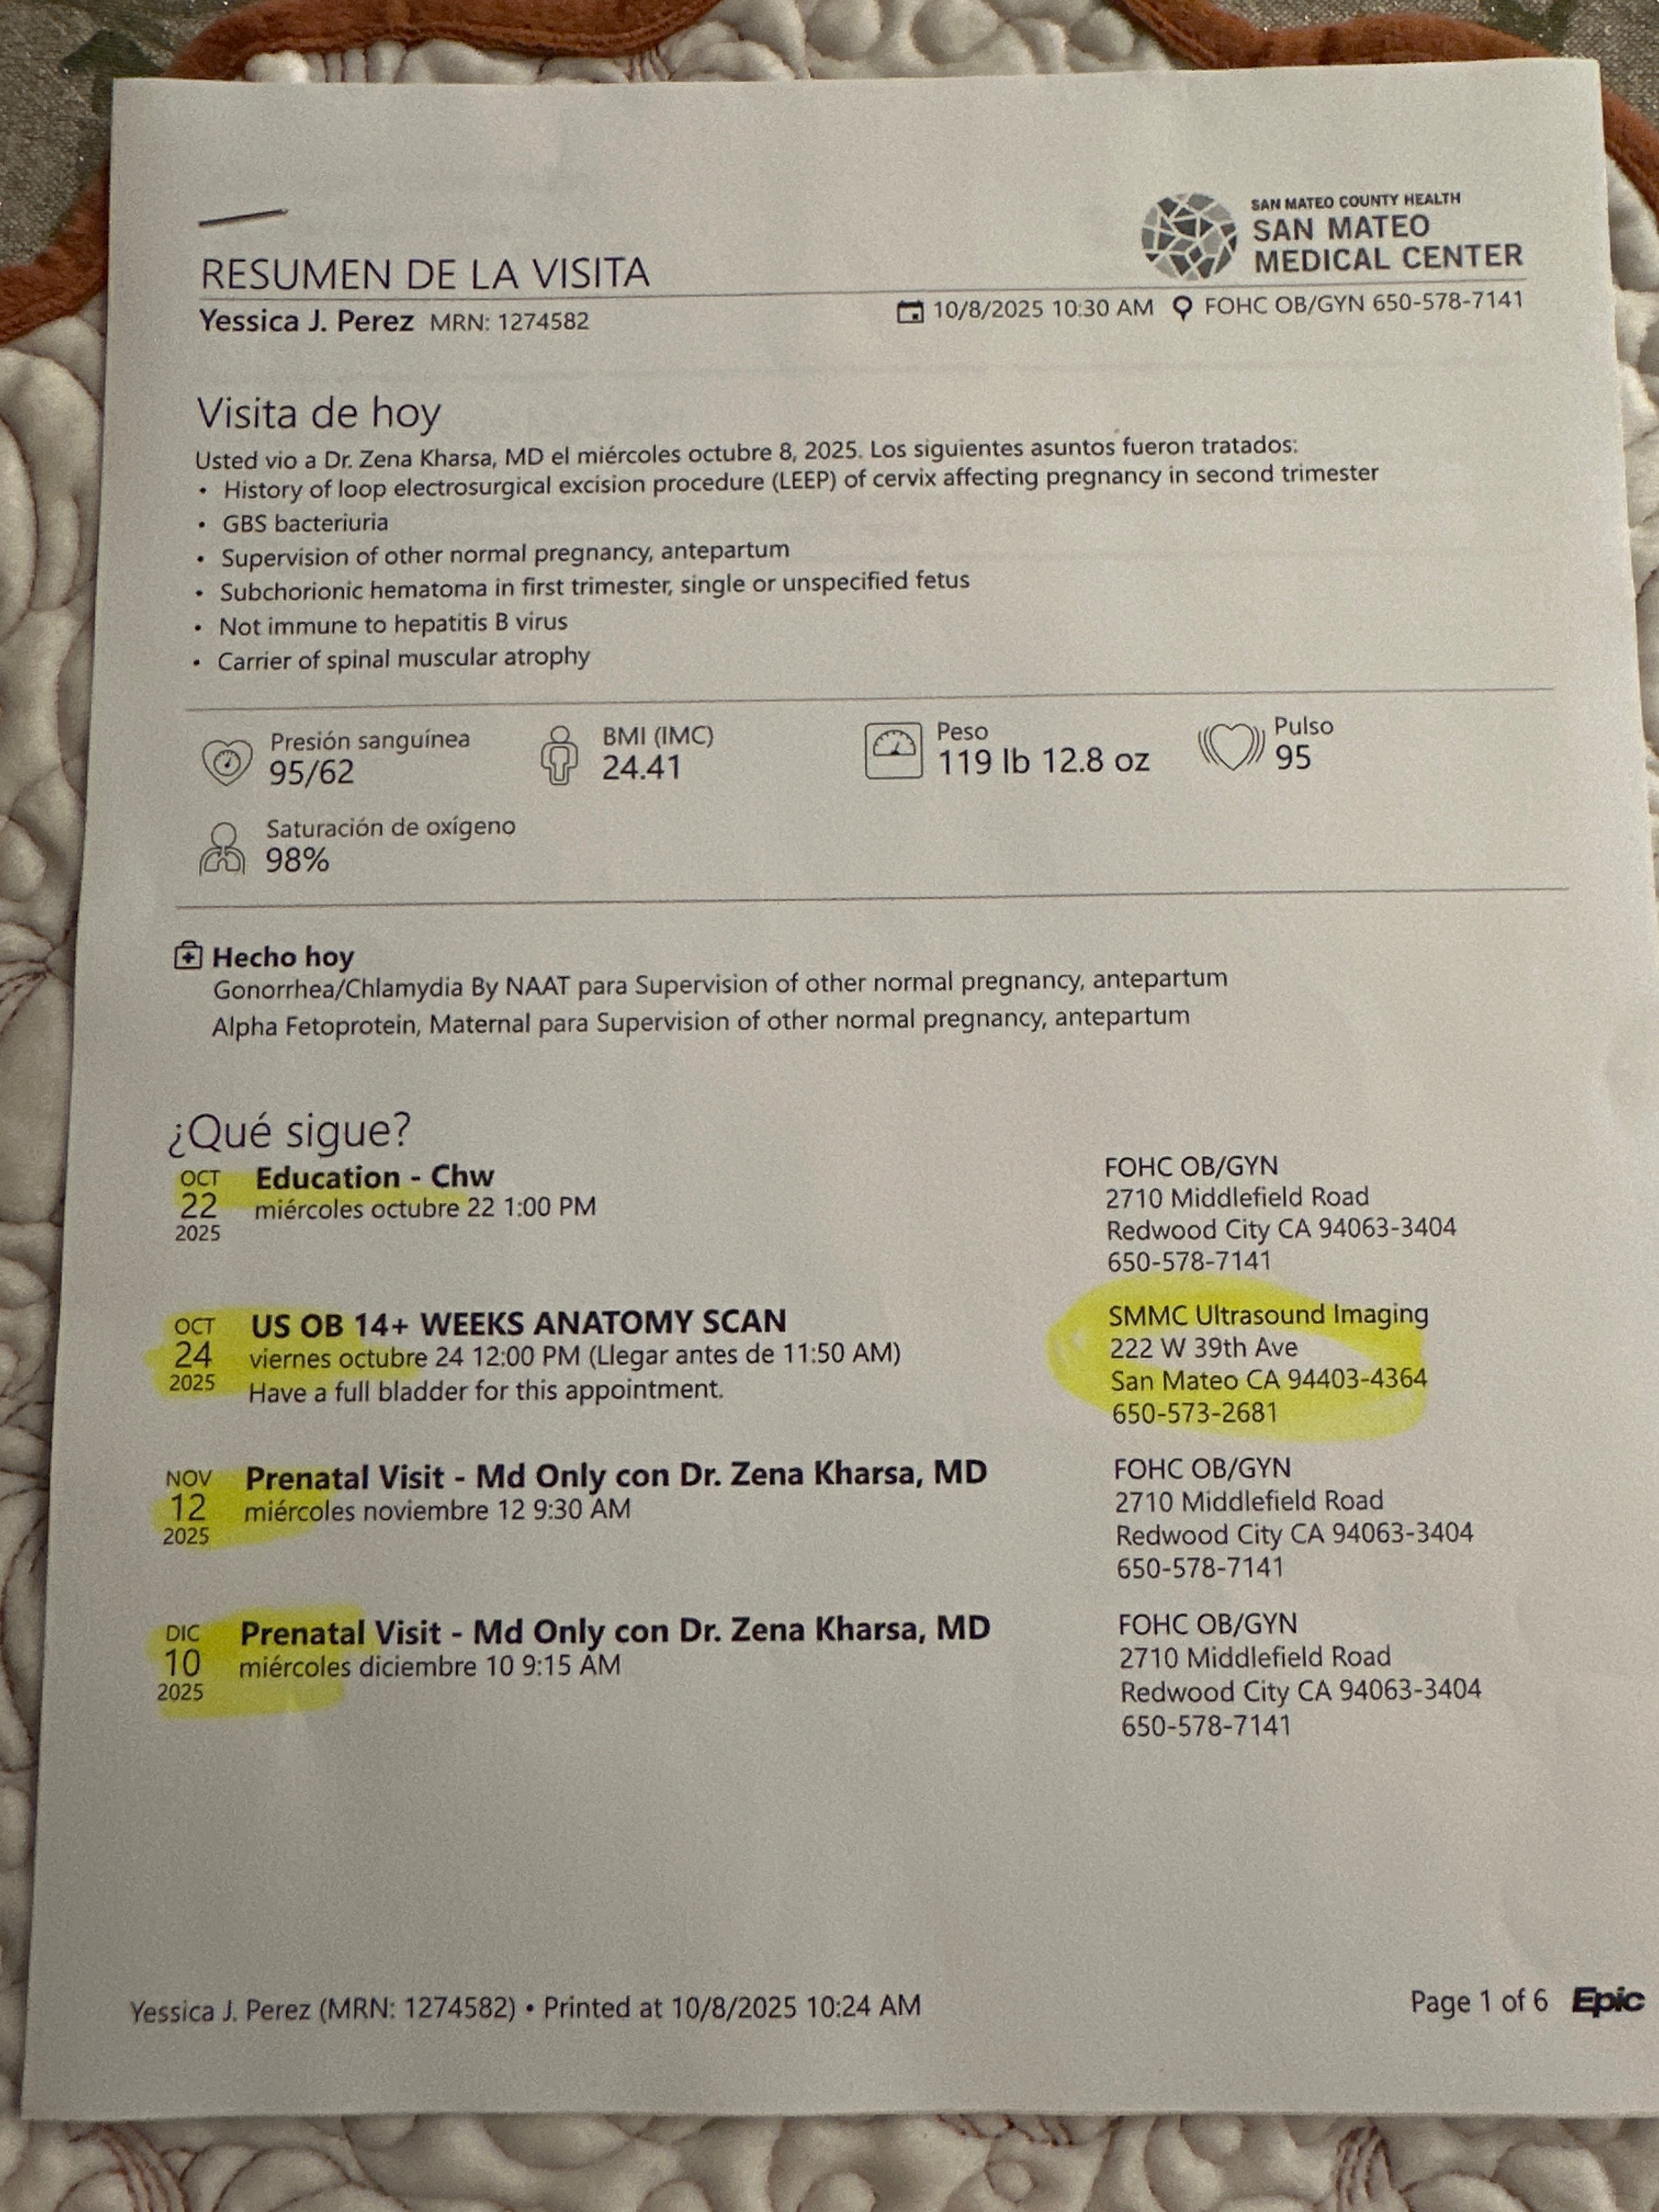 SAN MATEO COUNTY HEALTH
SAN MATEO
MEDICAL CENTER
RESUMEN DE LA VISITA
Yessica J. Perez MRN: 1274582
10/8/2025 10:30 AM FOHC OB/GYN 650-578-7141
Visita de hoy
Usted vio a Dr. Zena Kharsa, MD el miércoles octubre 8, 2025. Los siguientes asuntos fueron tratados:
• History of loop electrosurgical excision procedure (LEEP) of cervix affecting pregnancy in second trimester
• GBS bacteriuria
• Supervision of other normal pregnancy, antepartum
• Subchorionic hematoma in first trimester, single or unspecified fetus
• Not immune to hepatitis B virus
• Carrier of spinal muscular atrophy
Presión sanguínea
95/62
BMI (IMC)
24.41
Peso
119 lb 12.8 oz
Pulso
95
Saturación de oxígeno
98%
Hecho hoy
Gonorrhea/Chlamydia By NAAT para Supervision of other normal pregnancy, antepartum
Alpha Fetoprotein, Maternal para Supervision of other normal pregnancy, antepartum
¿Qué sigue?
OCT
22
2025
Education - Chw
miércoles octubre 22 1:00 PM
FOHC OB/GYN
2710 Middlefield Road
Redwood City CA 94063-3404
650-578-7141
OCT
24
2025
US OB 14+ WEEKS ANATOMY SCAN
viernes octubre 24 12:00 PM (Llegar antes de 11:50 AM)
Have a full bladder for this appointment.
SMMC Ultrasound Imaging
222 W 39th Ave
San Mateo CA 94403-4364
650-573-2681
NOV
12
2025
Prenatal Visit - Md Only con Dr. Zena Kharsa, MD
miércoles noviembre 12 9:30 AM
FOHC OB/GYN
2710 Middlefield Road
Redwood City CA 94063-3404
650-578-7141
DIC
10
2025
Prenatal Visit - Md Only con Dr. Zena Kharsa, MD
miércoles diciembre 10 9:15 AM
FOHC OB/GYN
2710 Middlefield Road
Redwood City CA 94063-3404
650-578-7141
Yessica J. Perez (MRN: 1274582) • Printed at 10/8/2025 10:24 AM
Page 1 of 6 Epic